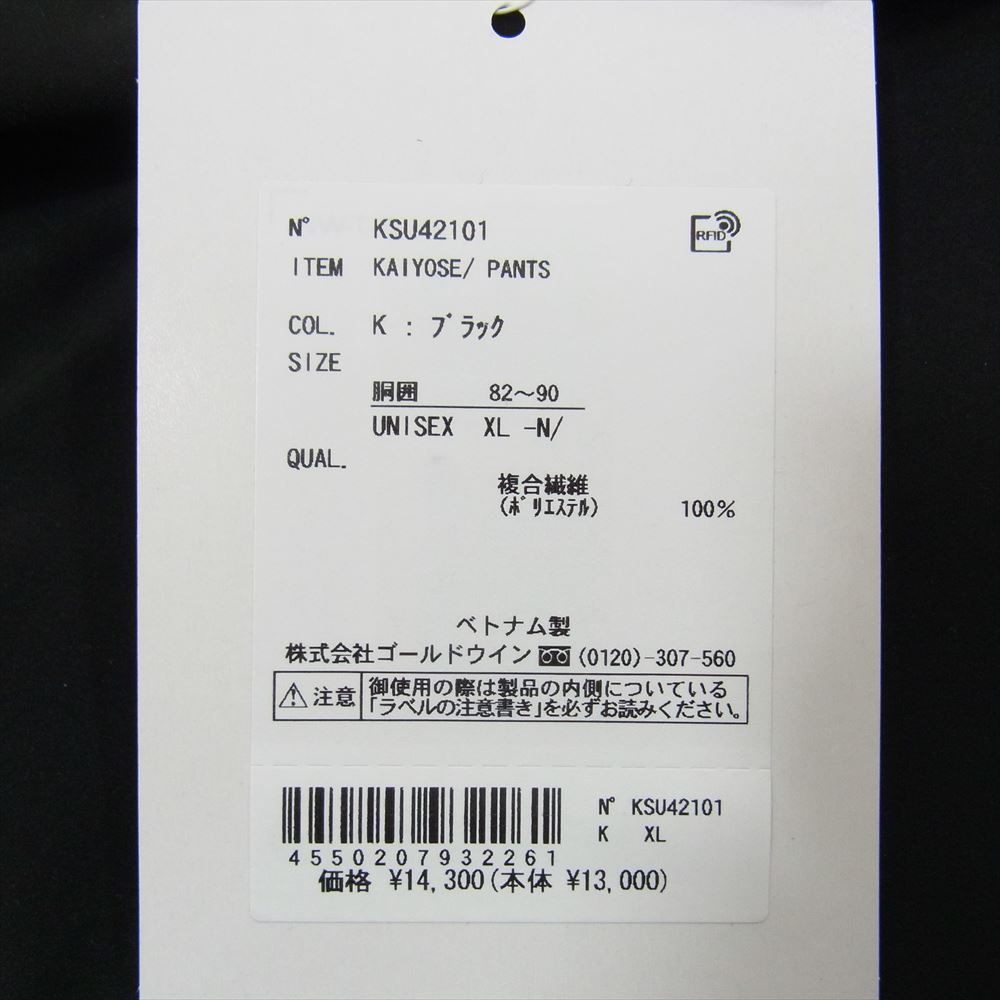 N° KSU42101
RFID
ITEM KAIYOSE/ PANTS
COL. K : ブラック
SIZE
胴囲 82～90
UNISEX XL -N/
QUAL.
複合繊維
(ポリエステル) 100%
ベトナム製
株式会社ゴールドウイン (0120)-307-560
注意 御使用の際は製品の内側についている
「ラベルの注意書き」を必ずお読みください。
N° KSU42101
K XL
4550207932261
価格 ¥14,300(本体 ¥13,000)